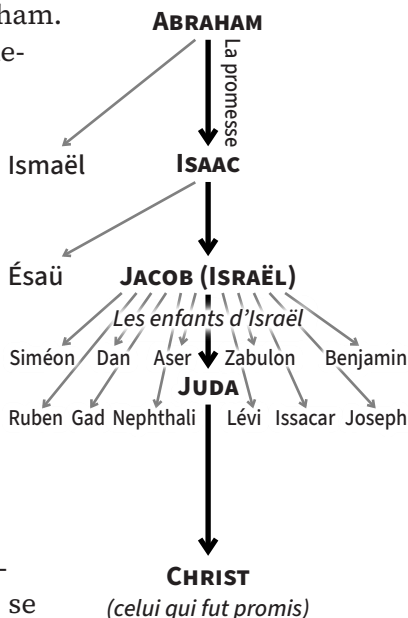 ham.
e-
ABRAHAM
La promesse
Ismaël
ISAAC
Ésaü
JACOB (ISRAËL)
Les enfants d’Israël
Siméon Dan Aser Zabulon Benjamin
JUDA
Ruben Gad Nephthali Lévi Issacar Joseph
-
CHRIST
se
(celui qui fut promis)